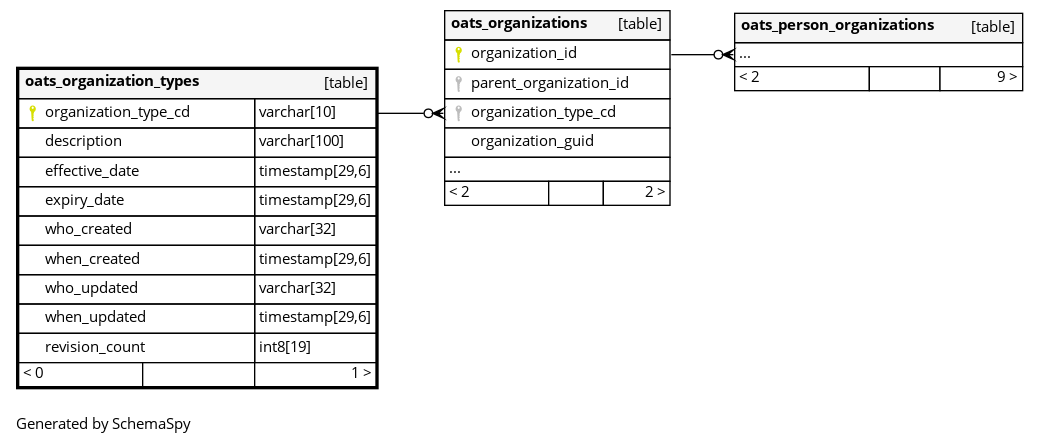 oats_organization_types [table]
organization_type_cd varchar[10]
description varchar[100]
effective_date timestamp[29,6]
expiry_date timestamp[29,6]
who_created varchar[32]
when_created timestamp[29,6]
who_updated varchar[32]
when_updated timestamp[29,6]
revision_count int8[19]
< 0 1 >
oats_organizations [table]
organization_id
parent_organization_id
organization_type_cd
organization_guid
...
< 2 2 >
oats_person_organizations [table]
...
< 2 9 >
Generated by SchemaSpy